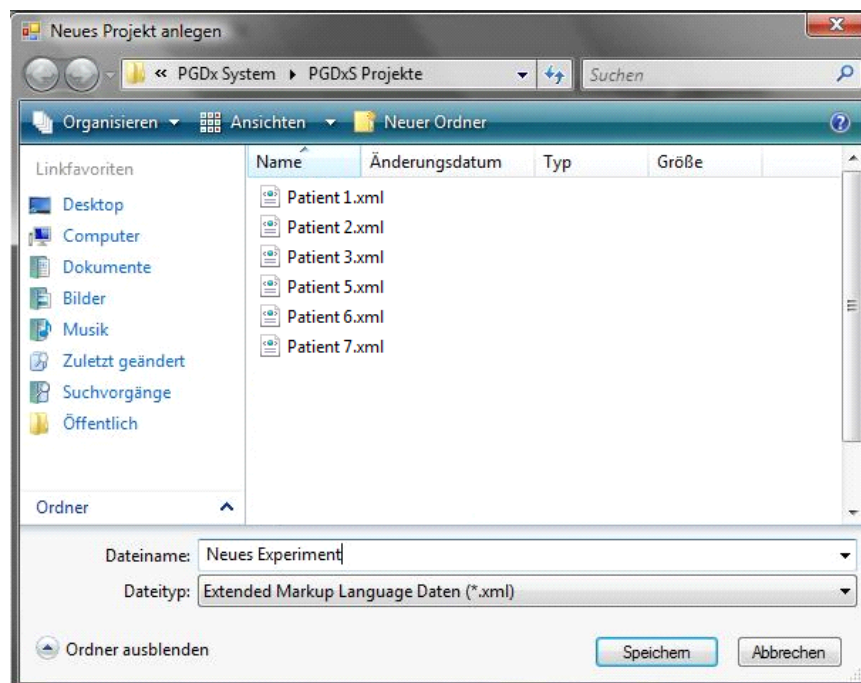 Neues Projekt anlegen
« PGDx System ▸ PGDxS Projekte
Suchen
Organisieren Ansichten Neuer Ordner
Linkfavoriten
Name Änderungsdatum Typ Größe
Desktop
Computer
Dokumente
Bilder
Musik
Zuletzt geändert
Suchvorgänge
Öffentlich
Patient 1.xml
Patient 2.xml
Patient 3.xml
Patient 5.xml
Patient 6.xml
Patient 7.xml
Ordner
Dateiname: Neues Experiment
Dateityp: Extended Markup Language Daten (*.xml)
Ordner ausblenden
Speichern Abbrechen